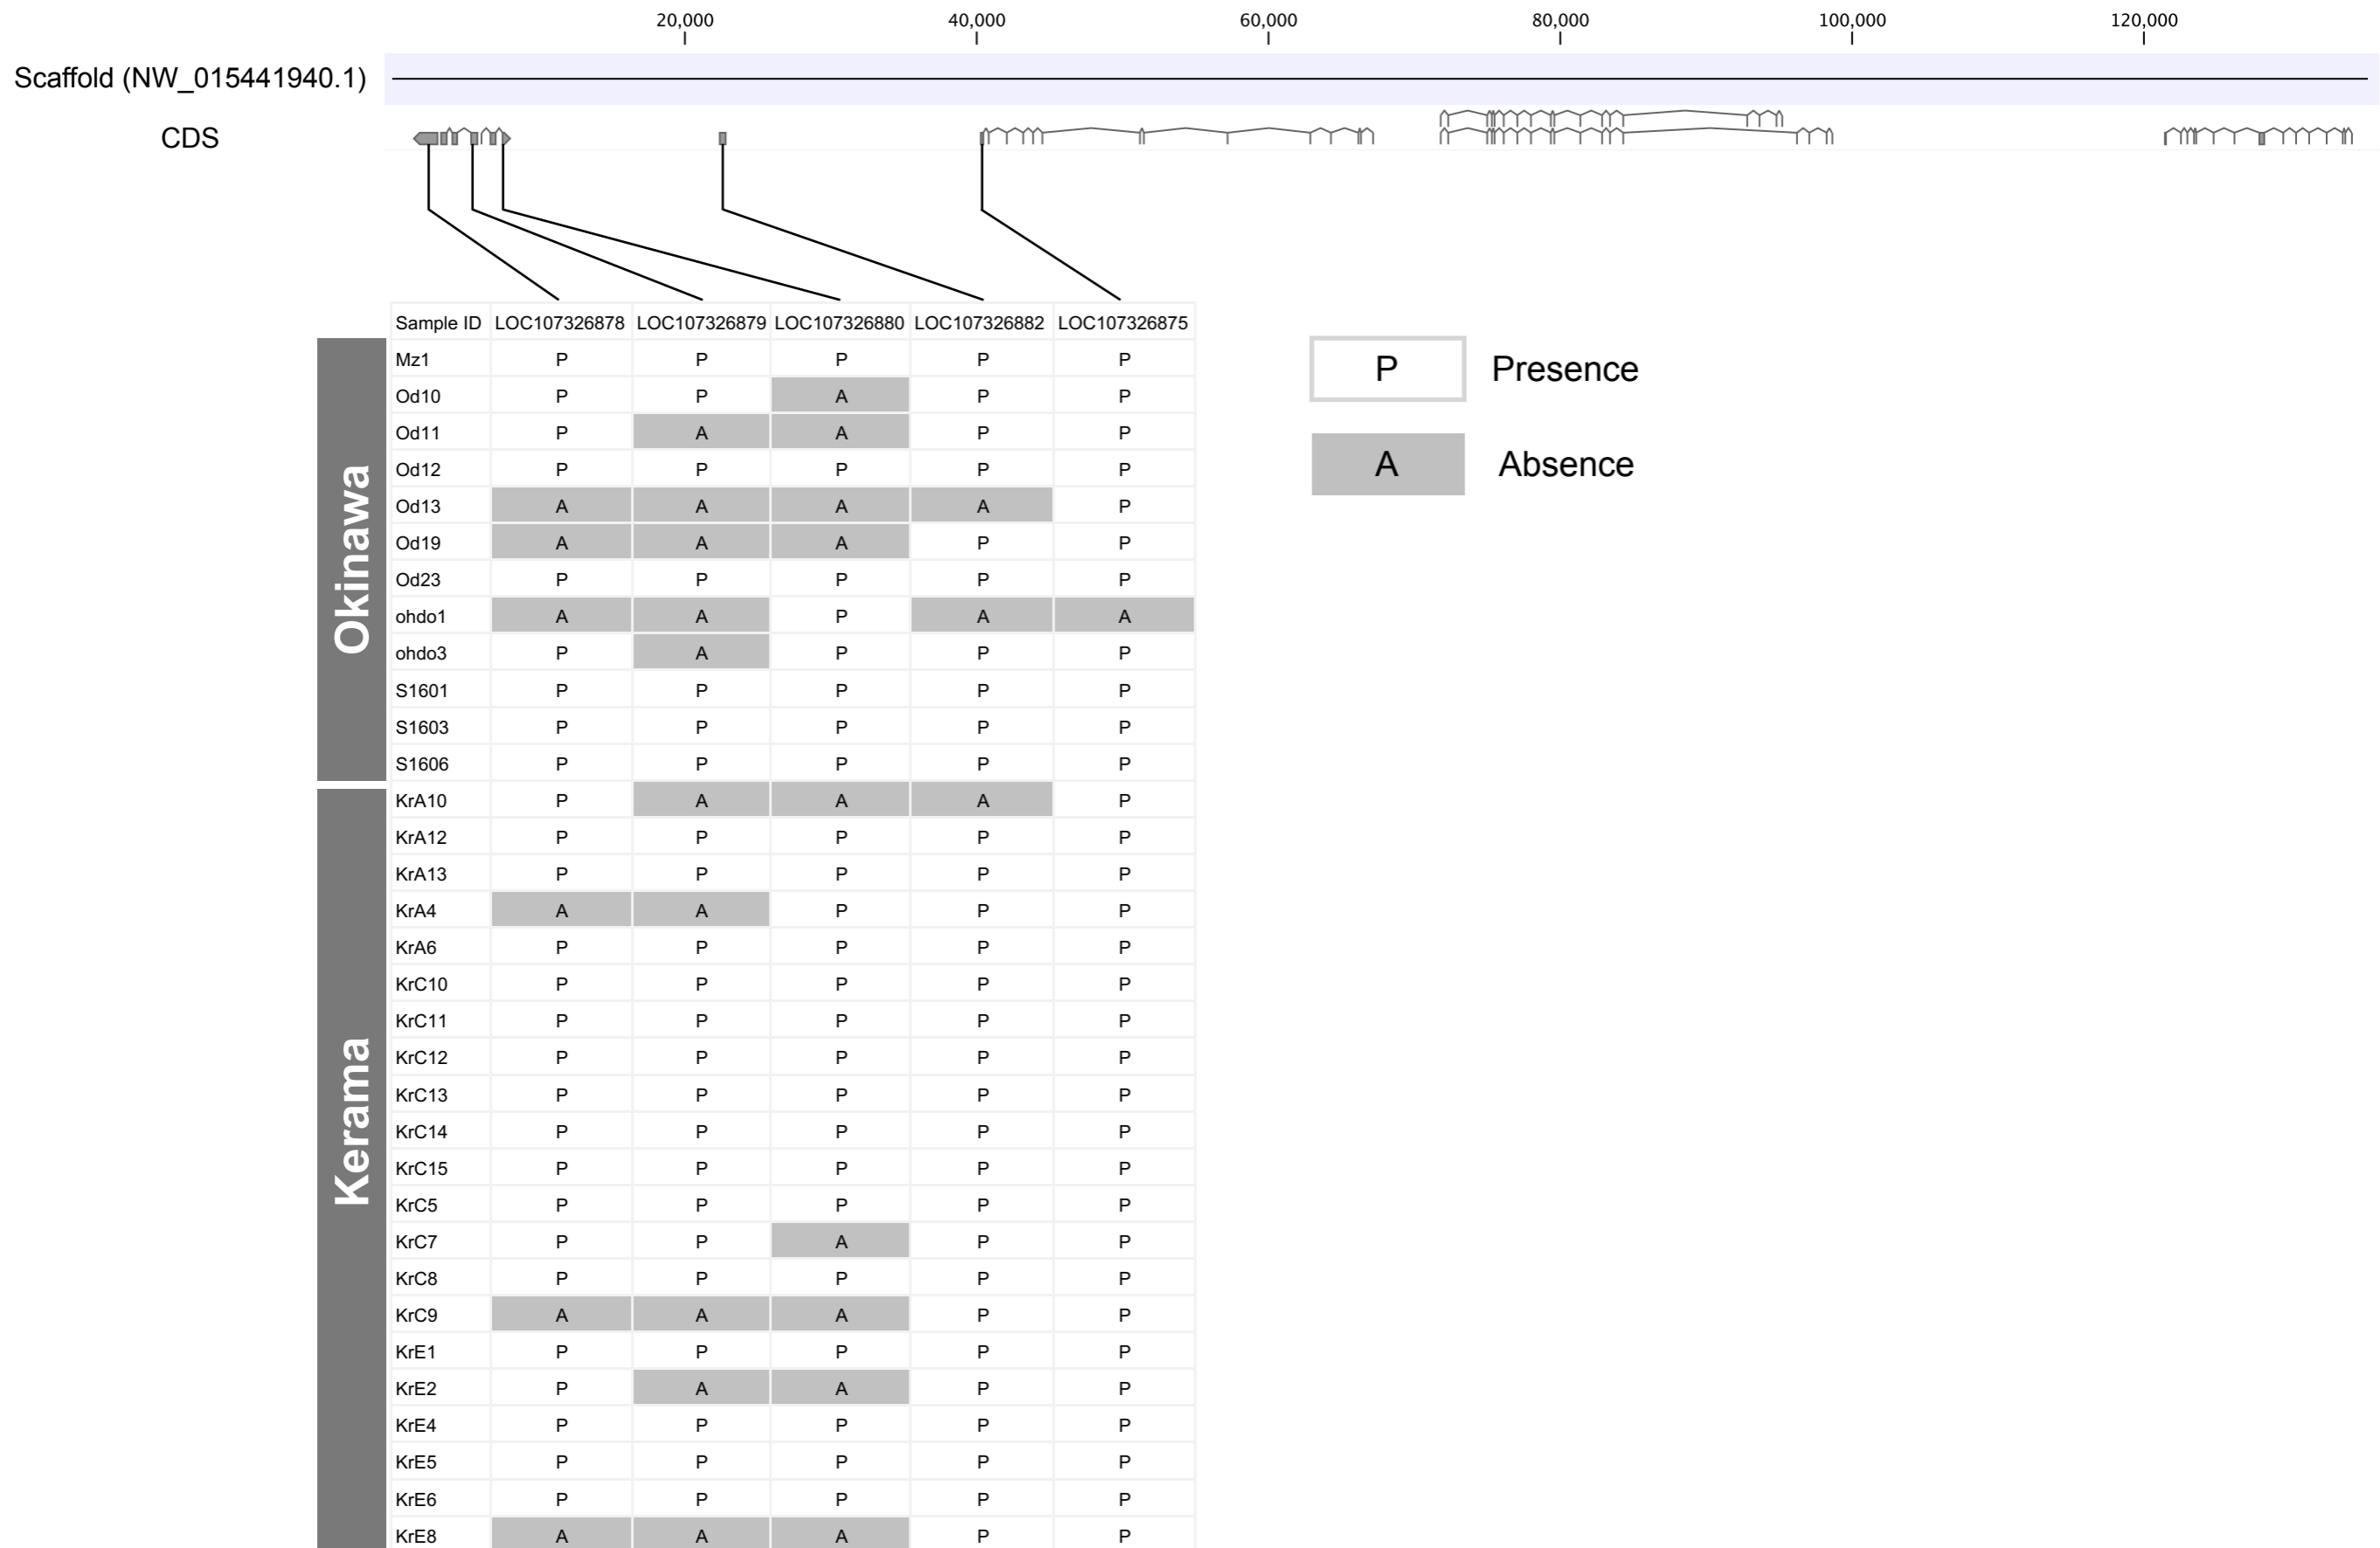 20,000 40,000 60,000 80,000 100,000 120,000
Scaffold (NW_015441940.1)
CDS
Sample ID LOC107326878 LOC107326879 LOC107326880 LOC107326882 LOC107326875
Mz1 P P P P P
Od10 P P A P P
Od11 P A A P P
Od12 P P P P P
Od13 A A A A P
Od19 A A A P P
Od23 P P P P P
ohdo1 A A P A A
ohdo3 P A P P P
S1601 P P P P P
S1603 P P P P P
S1606 P P P P P
KrA10 P A A A P
KrA12 P P P P P
KrA13 P P P P P
KrA4 A A P P P
KrA6 P P P P P
KrC10 P P P P P
KrC11 P P P P P
KrC12 P P P P P
KrC13 P P P P P
KrC14 P P P P P
KrC15 P P P P P
KrC5 P P P P P
KrC7 P P A P P
KrC8 P P P P P
KrC9 A A A P P
KrE1 P P P P P
KrE2 P A A P P
KrE4 P P P P P
KrE5 P P P P P
KrE6 P P P P P
KrE8 A A A P P
Okinawa
Kerama
P Presence
A Absence